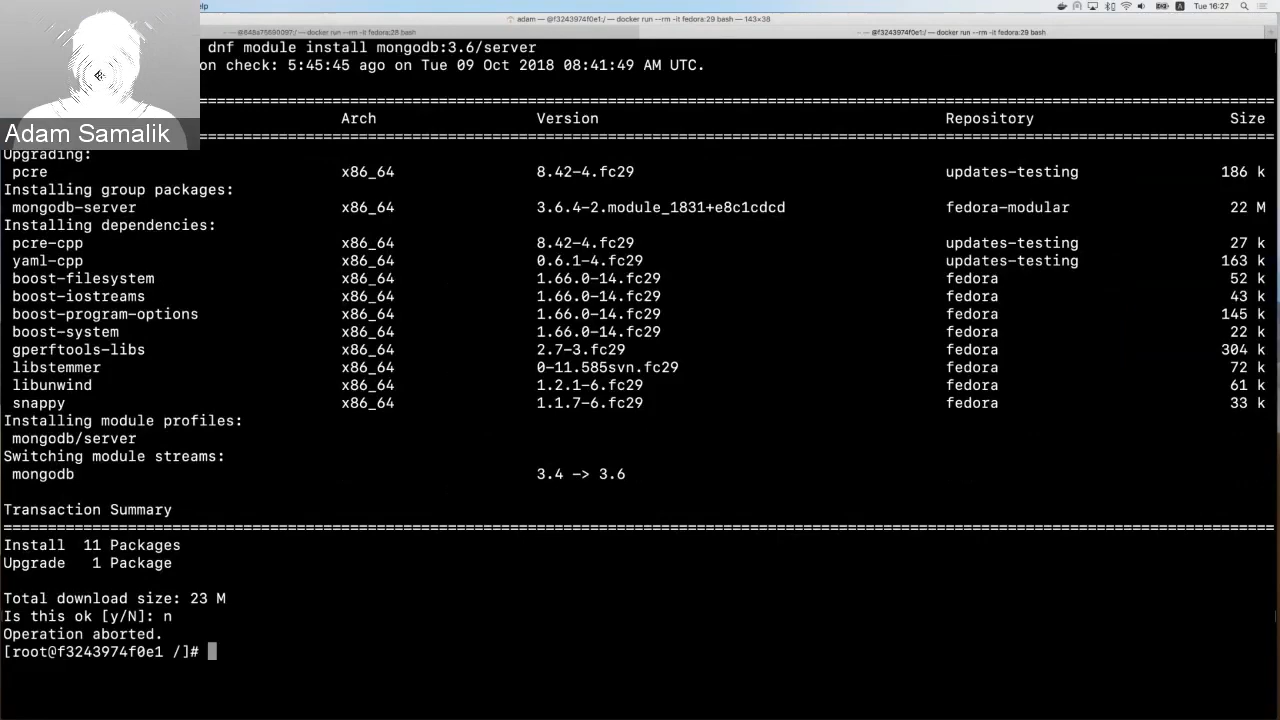 lp
Tue 16:27
adam — @f3243974f0e1:/ — docker run --rm -it fedora:29 bash — 143×38
docker run --rm -it fedora:28 bash
@f3243974f0e1:/ — docker run --rm -it fedora:29 bash
dnf module install mongodb:3.6/server
on check: 5:45:45 ago on Tue 09 Oct 2018 08:41:49 AM UTC.
================================================================
Arch Version Repository Size
================================================================
Adam Samalik
Upgrading:
pcre x86_64 8.42-4.fc29 updates-testing 186 k
Installing group packages:
mongodb-server x86_64 3.6.4-2.module_1831+e8c1cdcd fedora-modular 22 M
Installing dependencies:
pcre-cpp x86_64 8.42-4.fc29 updates-testing 27 k
yaml-cpp x86_64 0.6.1-4.fc29 updates-testing 163 k
boost-filesystem x86_64 1.66.0-14.fc29 fedora 52 k
boost-iostreams x86_64 1.66.0-14.fc29 fedora 43 k
boost-program-options x86_64 1.66.0-14.fc29 fedora 145 k
boost-system x86_64 1.66.0-14.fc29 fedora 22 k
gperftools-libs x86_64 2.7-3.fc29 fedora 304 k
libstemmer x86_64 0-11.585svn.fc29 fedora 72 k
libunwind x86_64 1.2.1-6.fc29 fedora 61 k
snappy x86_64 1.1.7-6.fc29 fedora 33 k
Installing module profiles:
mongodb/server
Switching module streams:
mongodb 3.4 -> 3.6
Transaction Summary
================================================================
Install 11 Packages
Upgrade 1 Package
Total download size: 23 M
Is this ok [y/N]: n
Operation aborted.
[root@f3243974f0e1 /]#